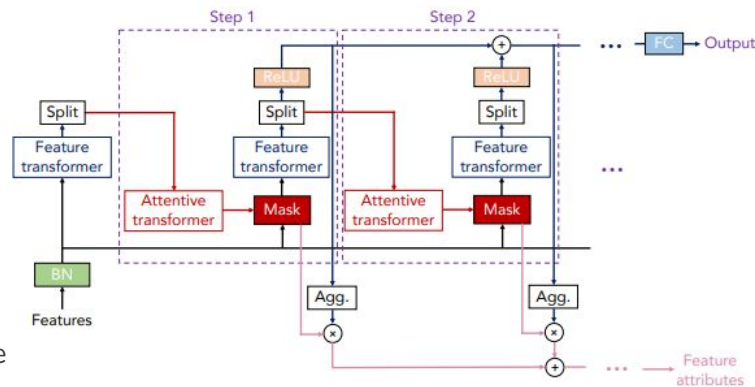 Step 1
Step 2
FC
Output
ReLU
ReLU
Split
Split
Split
Feature
transformer
Feature
transformer
Feature
transformer
Attentive
transformer
Mask
Attentive
transformer
Mask
BN
Features
Agg.
Agg.
e
Feature
attributes